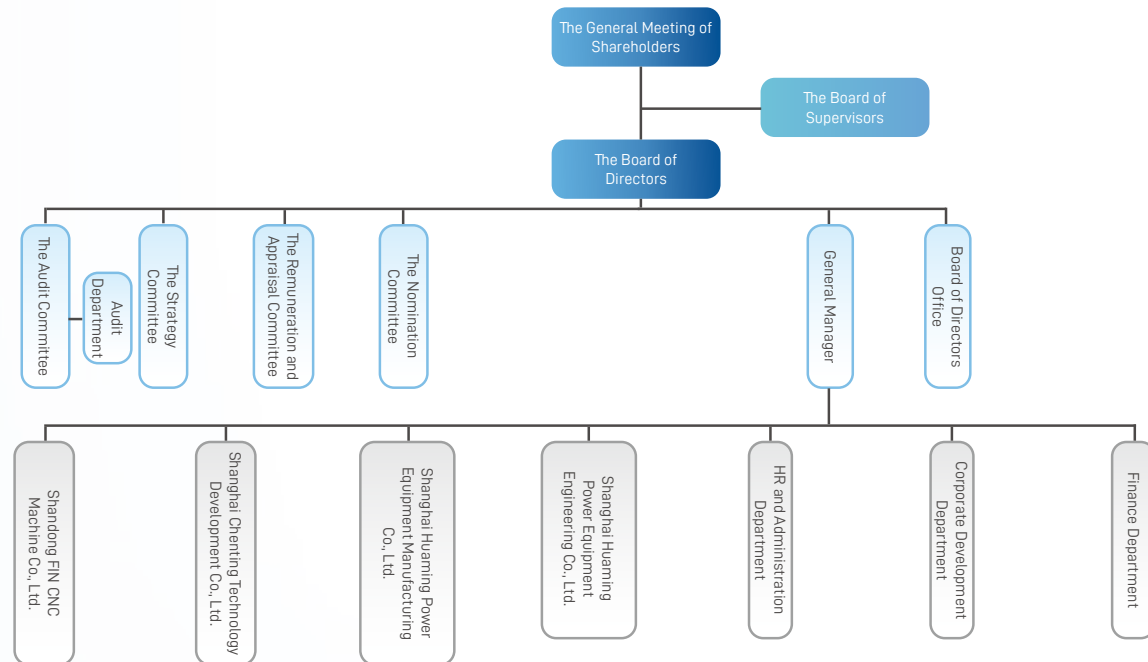 The General Meeting of
Shareholders
The Board of
Supervisors
The Board of
Directors
The Audit Committee
Audit
Department
The Strategy
Committee
The Remuneration and
Appraisal Committee
The Nomination
Committee
General Manager
Board of Directors
Office
Shandong FIN CNC
Machine Co., Ltd.
Shanghai Chenting Technology
Development Co., Ltd.
Shanghai Huaming Power
Equipment Manufacturing
Co., Ltd.
Shanghai Huaming
Power Equipment
Engineering Co., Ltd.
HR and Administration
Department
Corporate Development
Department
Finance Department